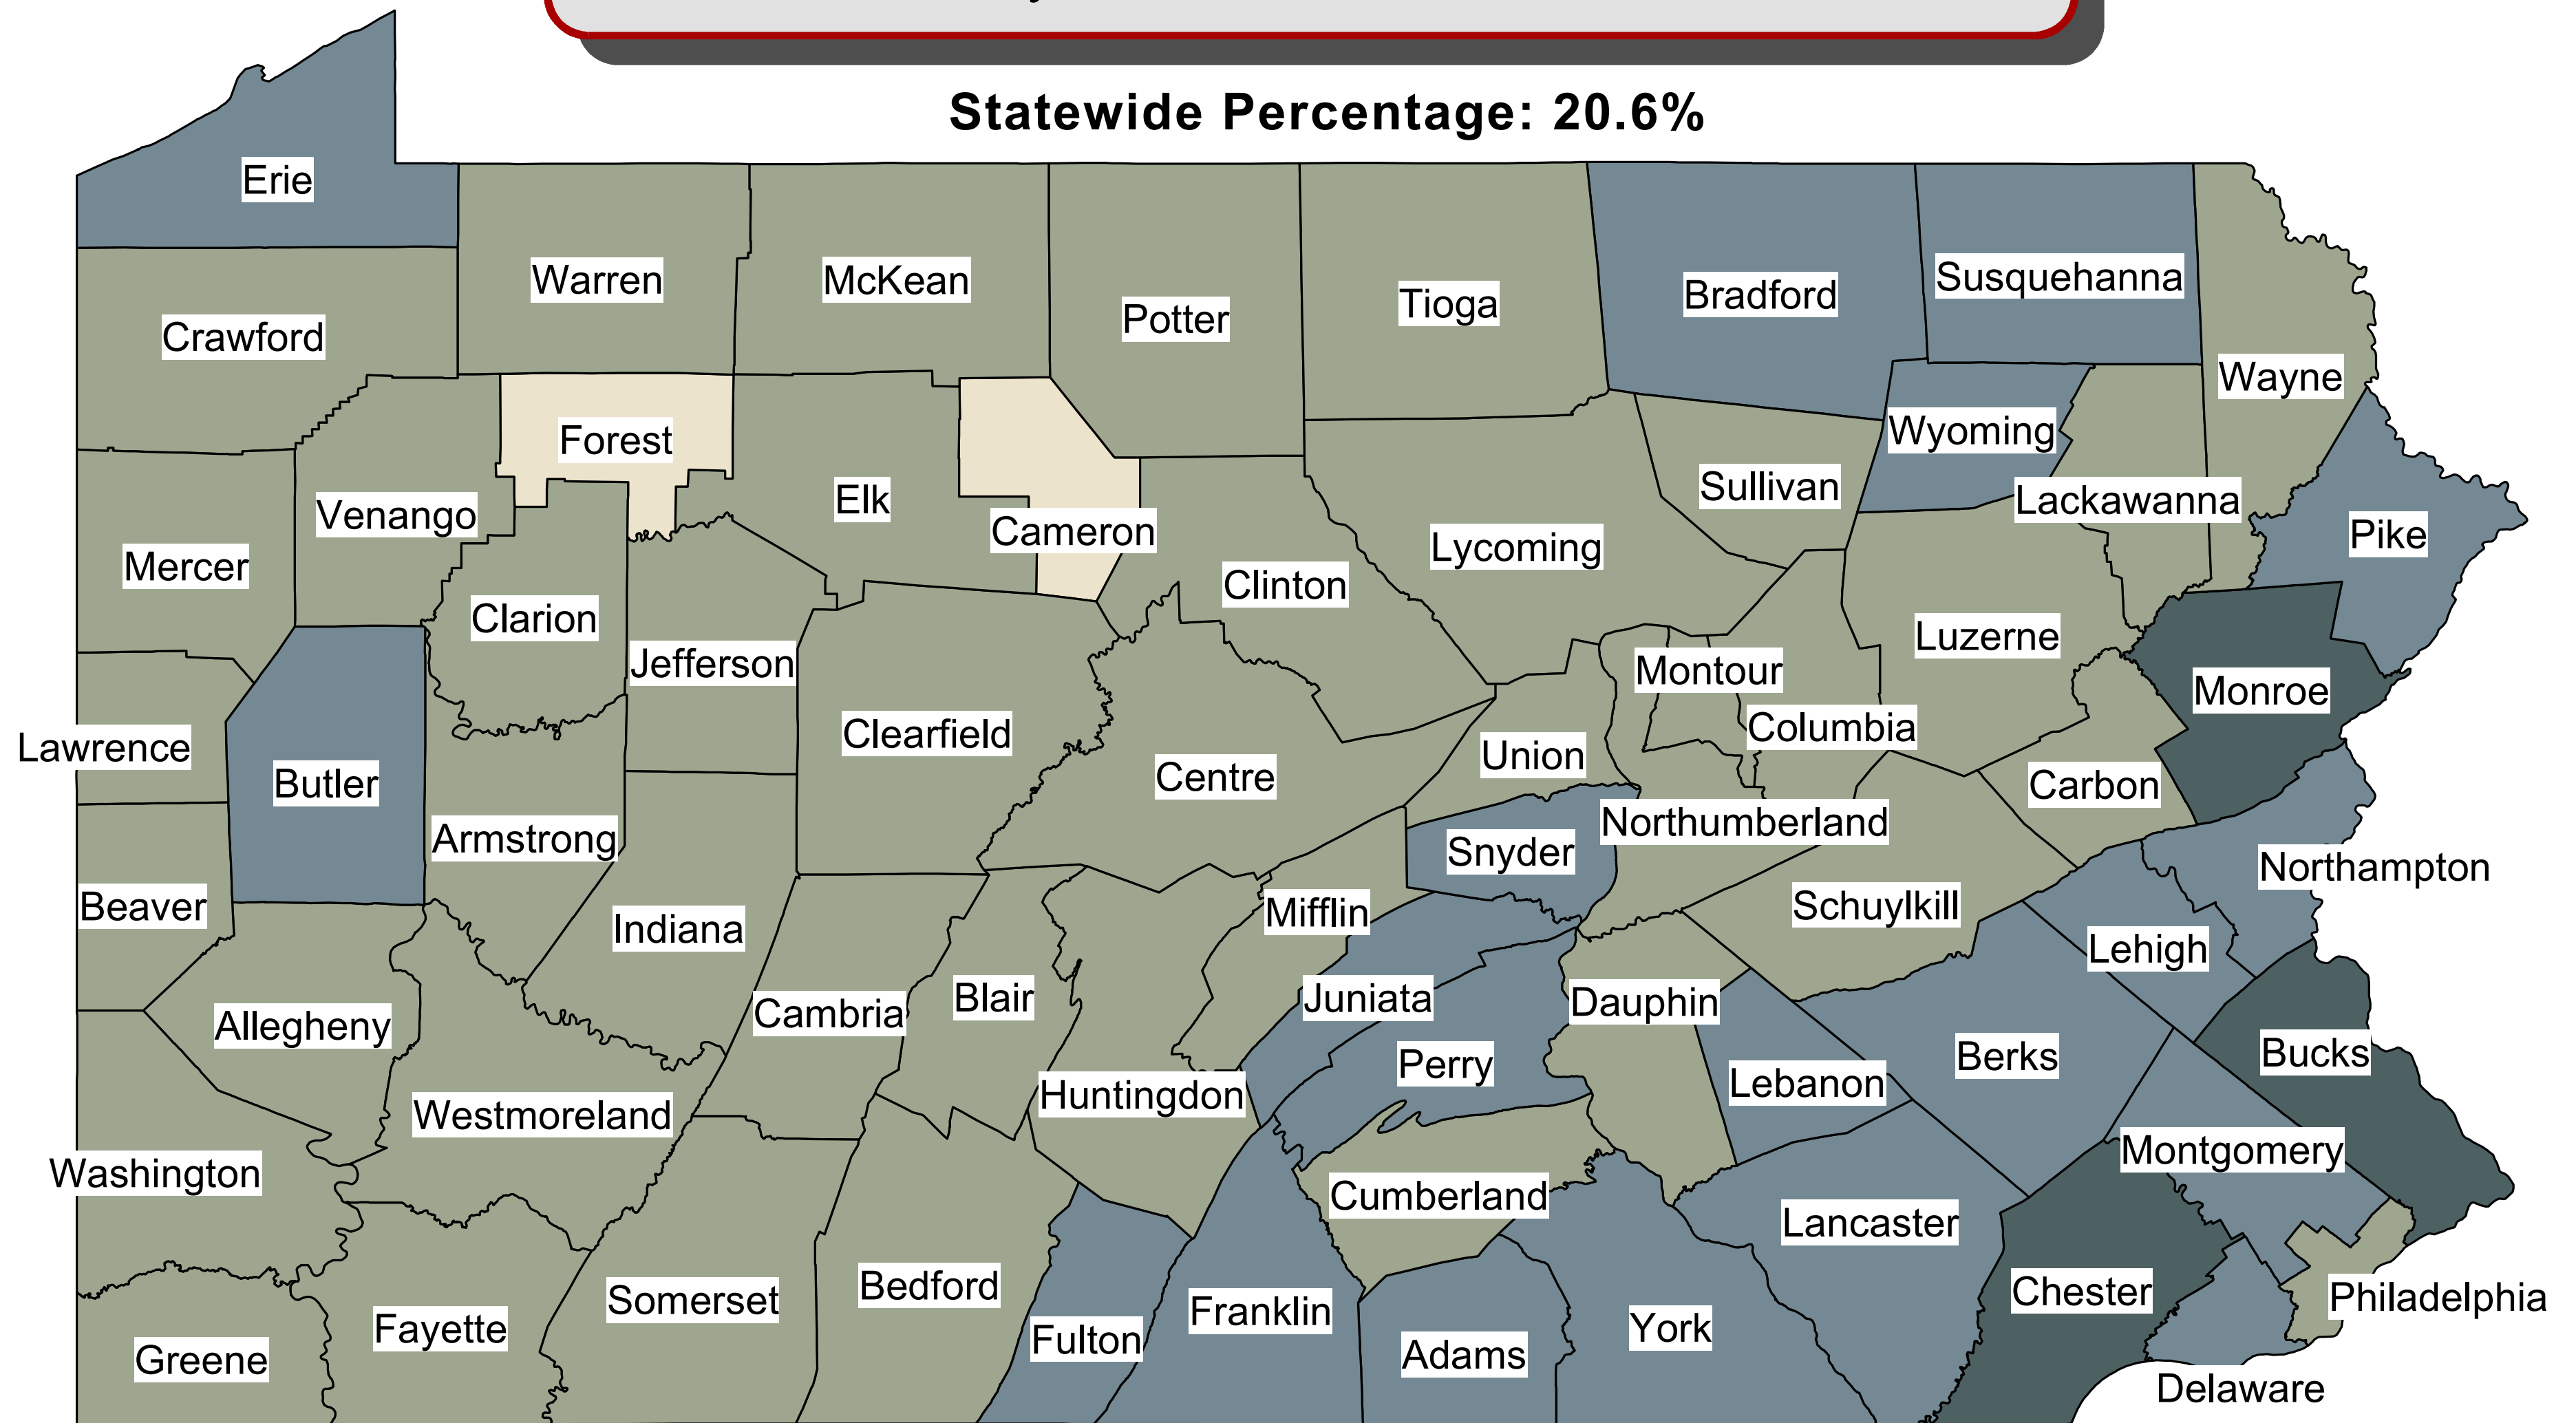 Statewide Percentage: 20.6%
Erie
Warren
McKean
Potter
Tioga
Bradford
Susquehanna
Crawford
Wayne
Forest
Wyoming
Venango
Elk
Cameron
Sullivan
Lackawanna
Mercer
Lycoming
Pike
Clarion
Clinton
Jefferson
Montour
Luzerne
Monroe
Lawrence
Clearfield
Columbia
Butler
Centre
Union
Carbon
Armstrong
Northumberland
Snyder
Northampton
Beaver
Indiana
Mifflin
Schuylkill
Lehigh
Allegheny
Cambria
Blair
Juniata
Dauphin
Perry
Berks
Bucks
Westmoreland
Huntingdon
Lebanon
Washington
Cumberland
Montgomery
Lancaster
Somerset
Bedford
Franklin
Chester
Philadelphia
Greene
Fayette
Fulton
Adams
York
Delaware